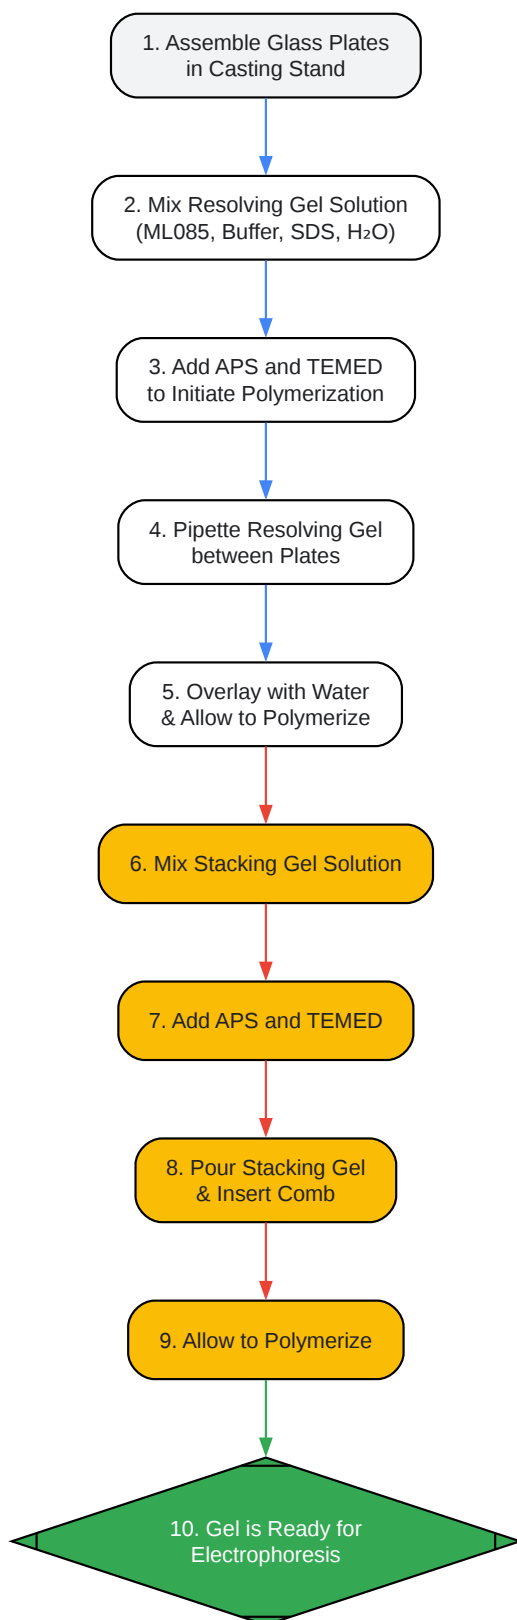 1. Assemble Glass Plates
in Casting Stand
2. Mix Resolving Gel Solution
(ML085, Buffer, SDS, H₂O)
3. Add APS and TEMED
to Initiate Polymerization
4. Pipette Resolving Gel
between Plates
5. Overlay with Water
& Allow to Polymerize
6. Mix Stacking Gel Solution
7. Add APS and TEMED
8. Pour Stacking Gel
& Insert Comb
9. Allow to Polymerize
10. Gel is Ready for
Electrophoresis